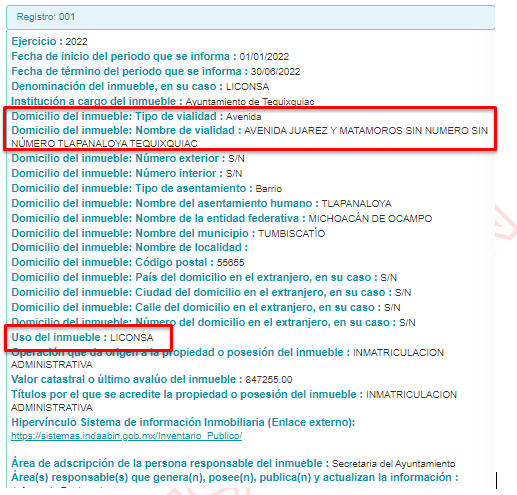 Registro: 001
Ejercicio : 2022
Fecha de inicio del periodo que se informa : 01/01/2022
Fecha de término del periodo que se informa : 30/06/2022
Denominación del inmueble, en su caso : LICONSA
Institución a cargo del inmueble : Ayuntamiento de Tequixquiac
Domicilio del inmueble: Tipo de vialidad : Avenida
Domicilio del inmueble: Nombre de vialidad : AVENIDA JUAREZ Y MATAMOROS SIN NUMERO SIN
NÚMERO TLAPANALOYA TEQUIXQUIAC
Domicilio del inmueble: Número exterior : S/N
Domicilio del inmueble: Número interior : S/N
Domicilio del inmueble: Tipo de asentamiento : Barrio
Domicilio del inmueble: Nombre del asentamiento humano : TLAPANALOYA
Domicilio del inmueble: Nombre de la entidad federativa : MICHOACÁN DE OCAMPO
Domicilio del inmueble: Nombre del municipio : TUMBISCATÍO
Domicilio del inmueble: Nombre de localidad :
Domicilio del inmueble: Código postal : 55655
Domicilio del inmueble: País del domicilio en el extranjero, en su caso : S/N
Domicilio del inmueble: Ciudad del domicilio en el extranjero, en su caso : S/N
Domicilio del inmueble: Calle del domicilio en el extranjero, en su caso : S/N
Domicilio del inmueble: Número del domicilio en el extranjero, en su caso : S/N
Uso del inmueble : LICONSA
Operación que da origen a la propiedad o posesión del inmueble : INMATRICULACION
ADMINISTRATIVA
Valor catastral o último avalúo del inmueble : 847255.00
Títulos por el que se acredite la propiedad o posesión del inmueble : INMATRICULACION
ADMINISTRATIVA
Hipervínculo Sistema de información Inmobiliaria (Enlace externo):
https://sistemas.indaabin.gob.mx/Inventario_Publico/
Área de adscripción de la persona responsable del inmueble : Secretaria del Ayuntamiento
Área(s) responsable(s) que genera(n), posee(n), publica(n) y actualizan la información :